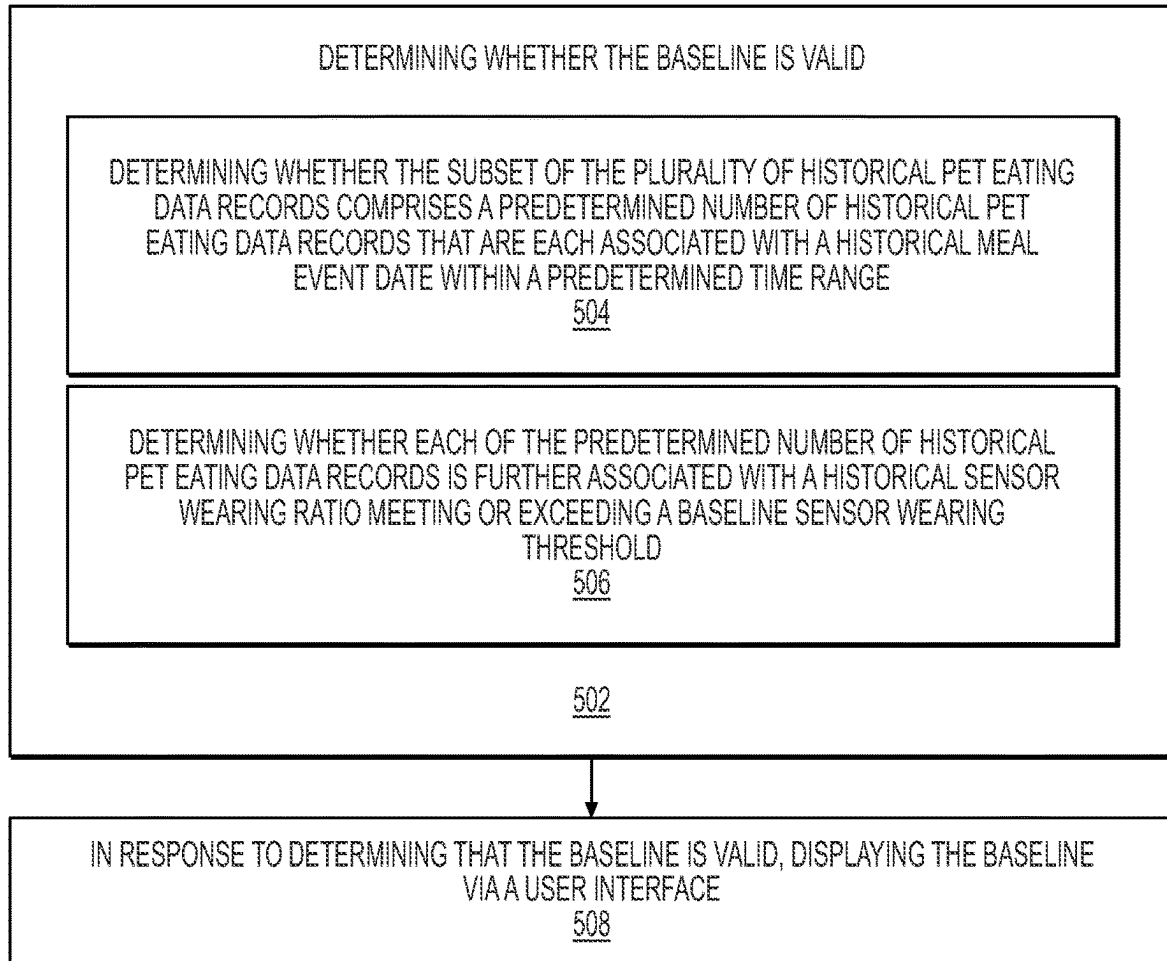 DETERMINING WHETHER THE BASELINE IS VALID
DETERMINING WHETHER THE SUBSET OF THE PLURALITY OF HISTORICAL PET EATING
DATA RECORDS COMPRISES A PREDETERMINED NUMBER OF HISTORICAL PET
EATING DATA RECORDS THAT ARE EACH ASSOCIATED WITH A HISTORICAL MEAL
EVENT DATE WITHIN A PREDETERMINED TIME RANGE
504
DETERMINING WHETHER EACH OF THE PREDETERMINED NUMBER OF HISTORICAL
PET EATING DATA RECORDS IS FURTHER ASSOCIATED WITH A HISTORICAL SENSOR
WEARING RATIO MEETING OR EXCEEDING A BASELINE SENSOR WEARING
THRESHOLD
506
502
IN RESPONSE TO DETERMINING THAT THE BASELINE IS VALID, DISPLAYING THE BASELINE
VIA A USER INTERFACE
508